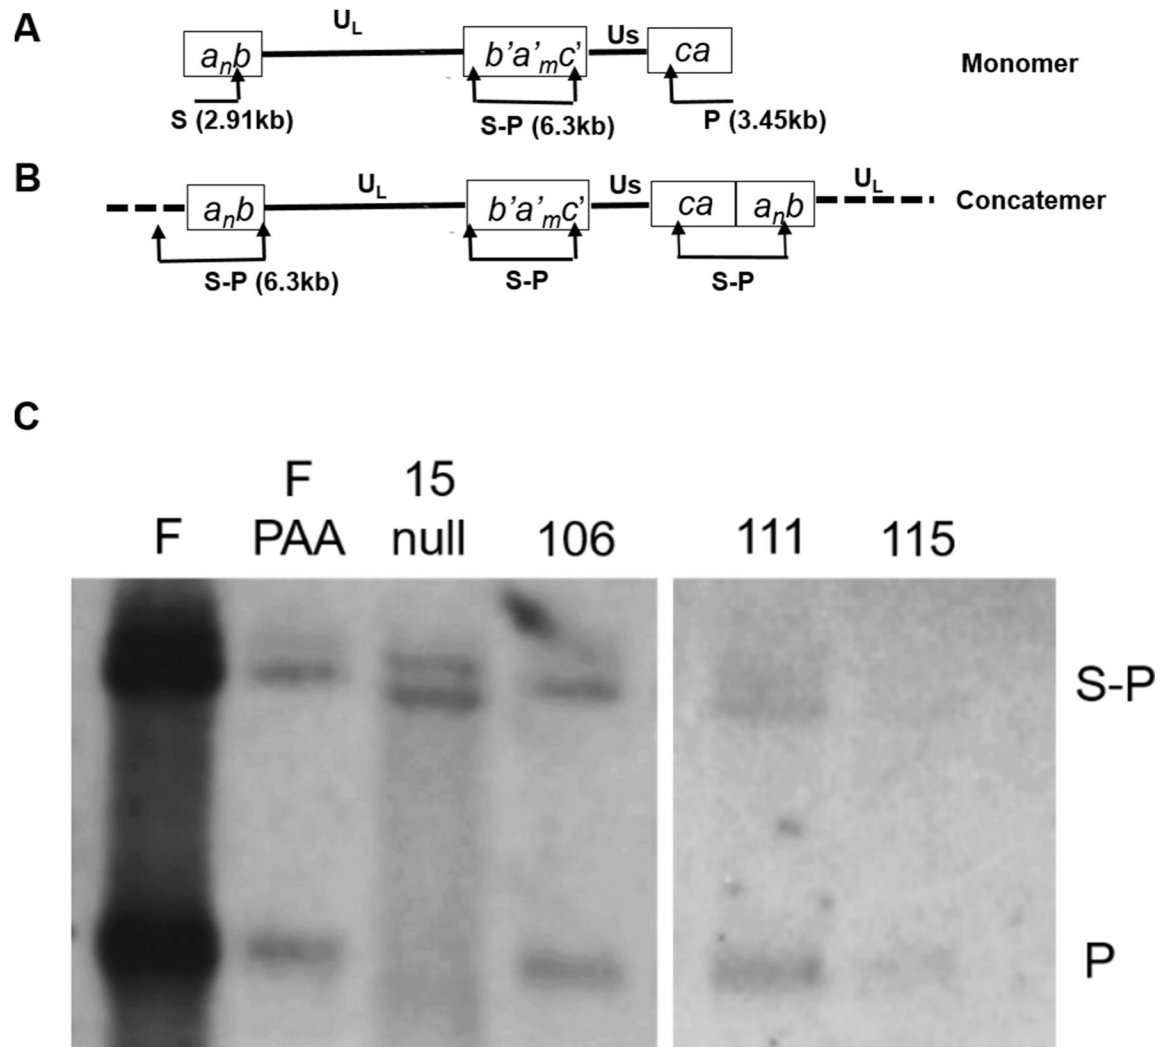 A
U_L
Us
a_nb
b'a'_mc'
ca
Monomer
S (2.91kb)
S-P (6.3kb)
P (3.45kb)
B
U_L
Us
U_L
a_nb
b'a'_mc'
ca
a_nb
Concatemer
S-P (6.3kb)
S-P
S-P
C
F
15
F
PAA
null
106
111
115
S-P
P